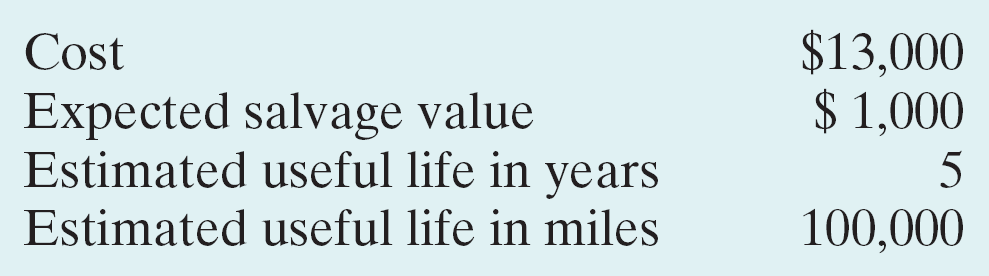 Cost $13,000
Expected salvage value $ 1,000
Estimated useful life in years 5
Estimated useful life in miles 100,000